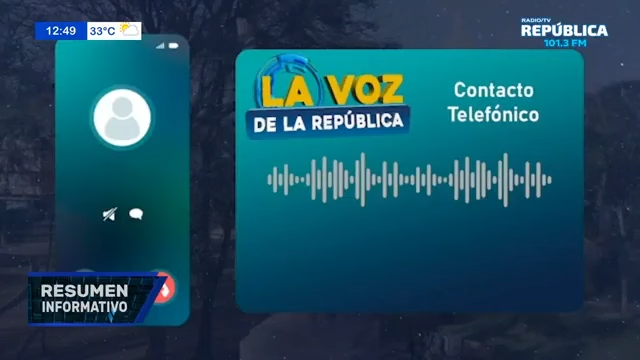 12:49 33°C
RADIO/TV
REPÚBLICA
101.3 FM
LA VOZ
DE LA REPÚBLICA
Contacto
Telefónico
RESUMEN
INFORMATIVO